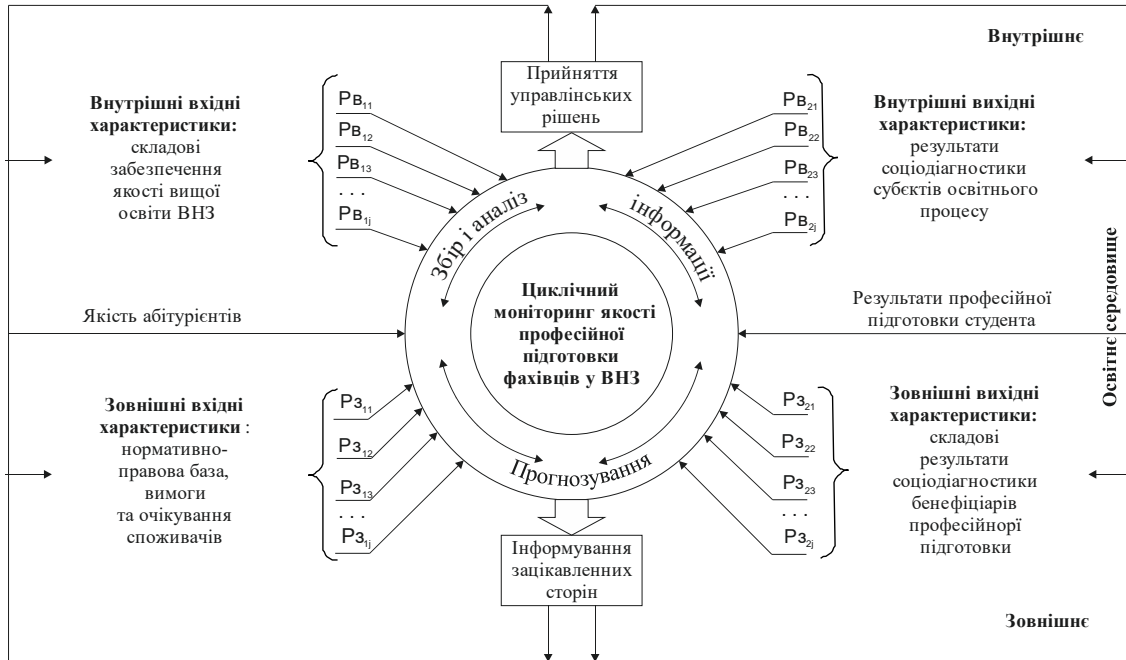 Внутрішнє
Прийняття
управлінських
рішень
Внутрішні вхідні
характеристики:
складові
забезпечення
якості вищої
освіти ВНЗ
Рв11
Рв12
Рв13
. . .
Рв1j
Рв21
Рв22
Рв23
. . .
Рв2j
Внутрішні вихідні
характеристики:
результати
соціодіагностики
субєктів освітнього
процесу
Збір і аналіз
інформації
Циклічний
моніторинг якості
професійної
підготовки
фахівців у ВНЗ
Прогнозування
Якість абітурієнтів
Результати професійної
підготовки студента
Освітнє середовище
Зовнішні вхідні
характеристики :
нормативно-
правова база,
вимоги
та очікування
споживачів
Рз11
Рз12
Рз13
. . .
Рз1j
Рз21
Рз22
Рз23
. . .
Рз2j
Зовнішні вихідні
характеристики:
складові
результати
соціодіагностики
бенефіціарів
професійнорї
підготовки
Інформування
зацікавленних
сторін
Зовнішнє